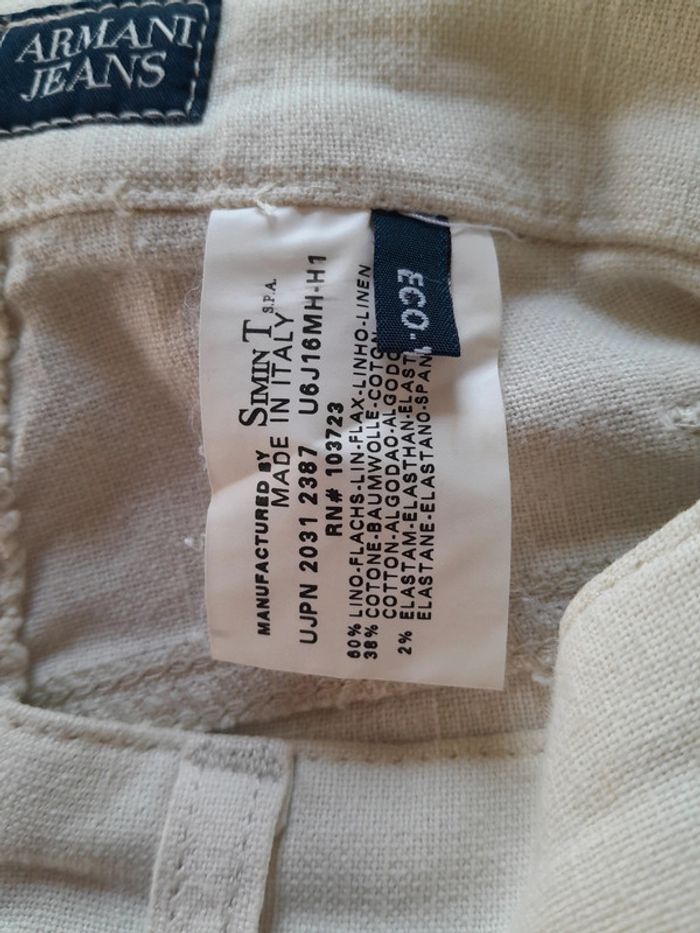 ARMANI
JEANS
MANUFACTURED BY SIMINT S.P.A.
MADE IN ITALY
UJPN 2031 2387 U6J16MH-H1
RN# 103723
60% LINO-FLACHS-LIN-FLAX-LINHO-LINEN
38% COTONE-BAUMWOLLE-COTON
COTTON-ALGODAO-ALGODO
2% ELASTAM-ELASTHAN-ELAST
ELASTANE-ELASTANO-SPAN
ECO-